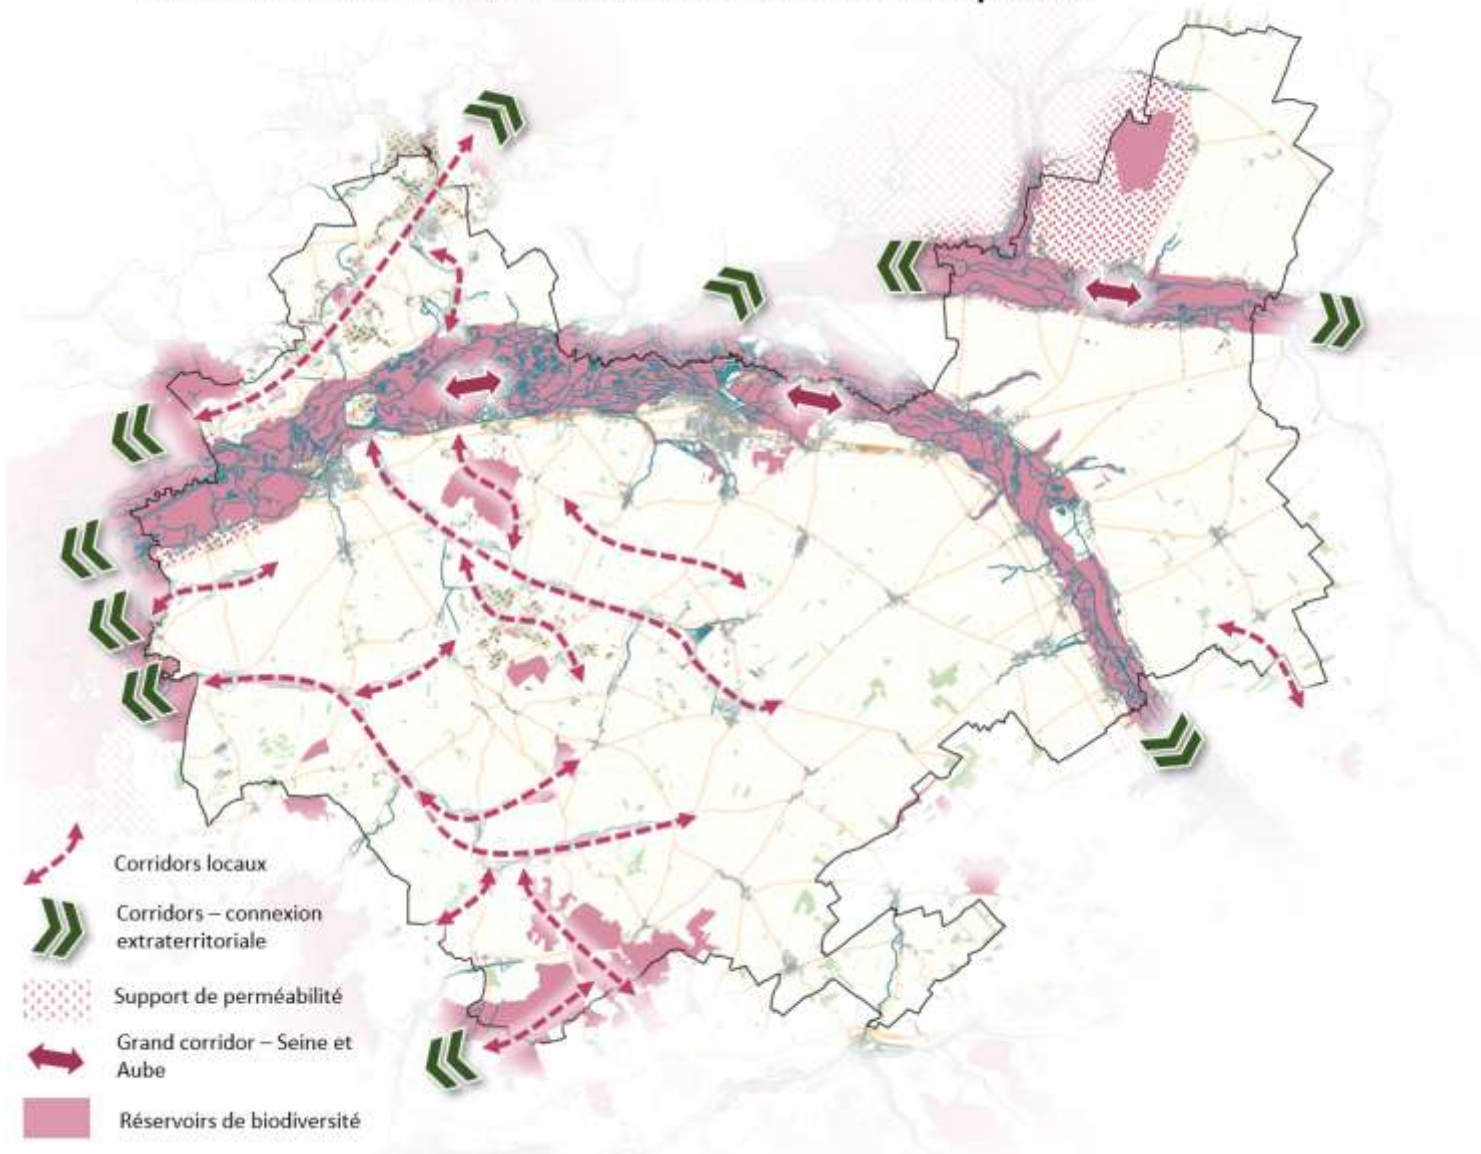 Corridors locaux
Corridors – connexion
extraterritoriale
Support de perméabilité
Grand corridor – Seine et
Aube
Réservoirs de biodiversité